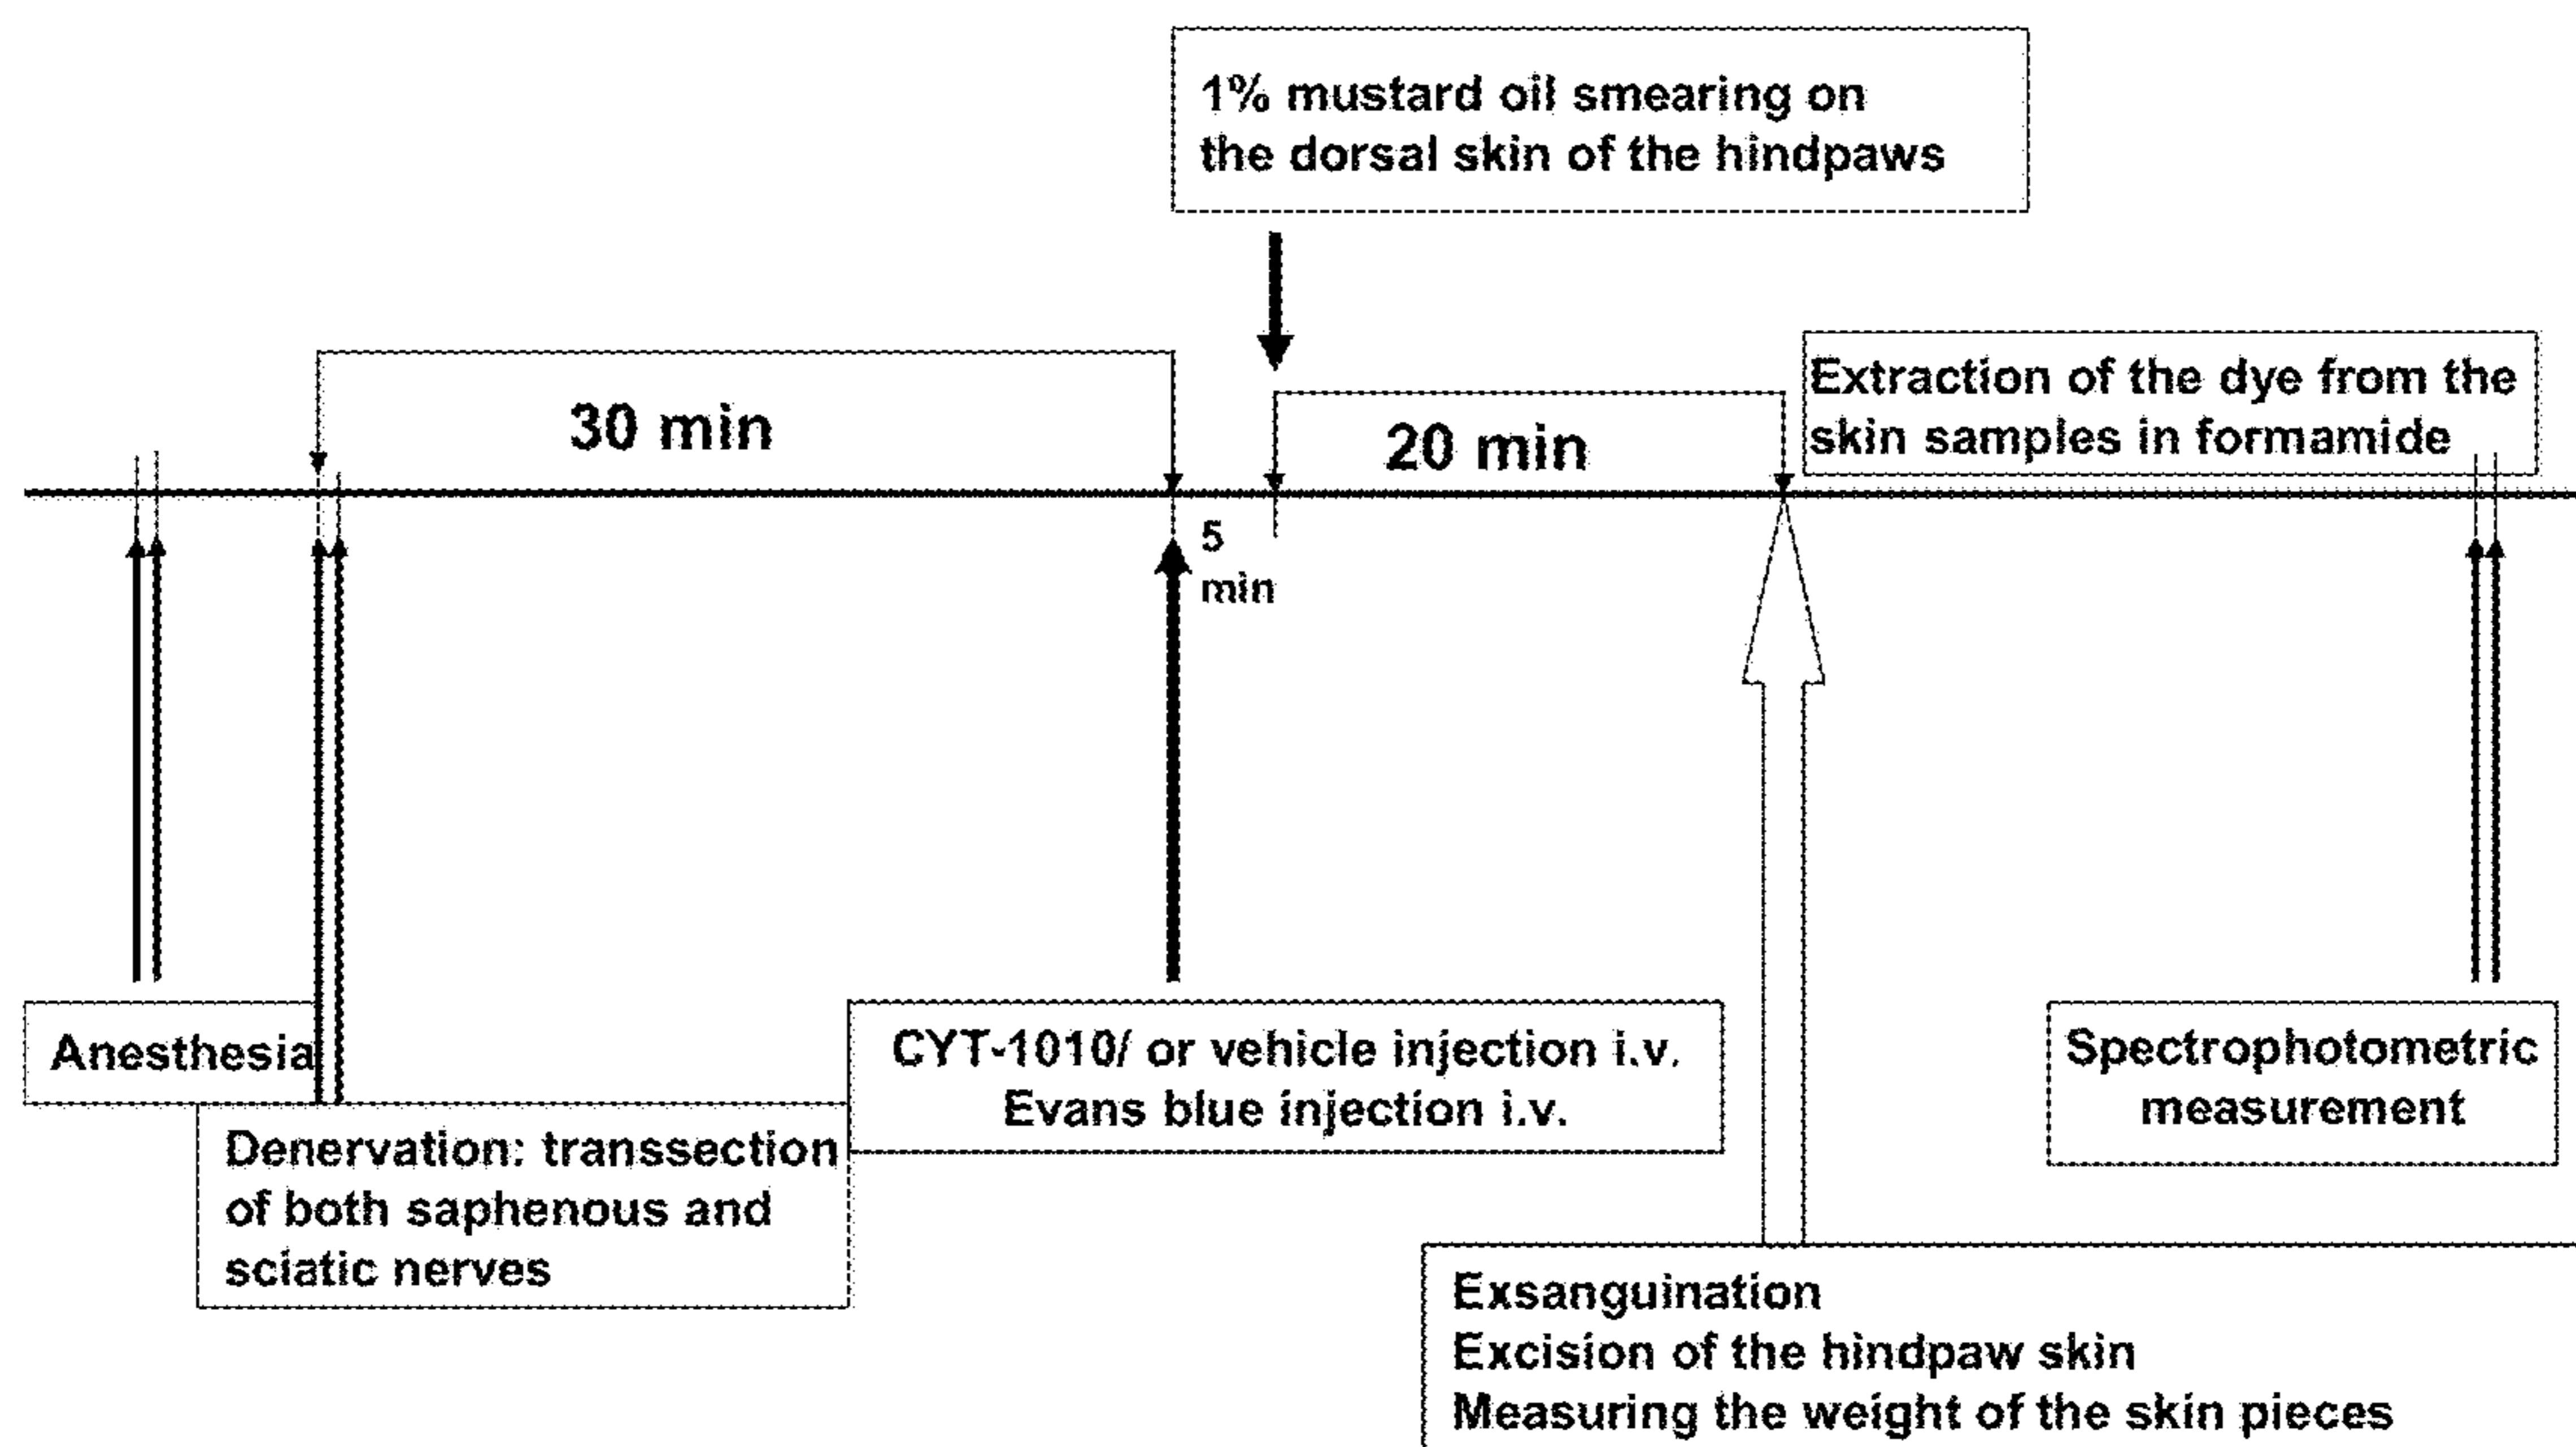 1% mustard oil smearing on
the dorsal skin of the hindpaws
30 min
20 min
Extraction of the dye from the
skin samples in formamide
5
min
Anesthesia
Denervation: transsection
of both saphenous and
sciatic nerves
CYT-1010/ or vehicle injection i.v.
Evans blue injection i.v.
Spectrophotometric
measurement
Exsanguination
Excision of the hindpaw skin
Measuring the weight of the skin pieces